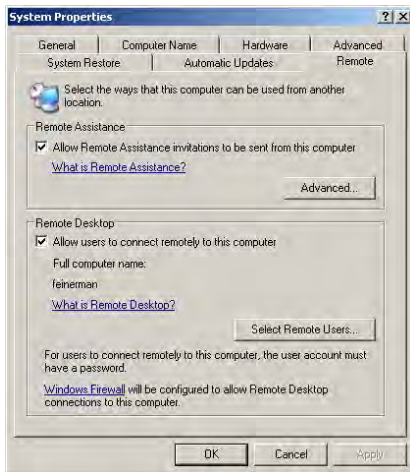 System Properties
General Computer Name Hardware Advanced
System Restore Automatic Updates Remote
Select the ways that this computer can be used from another
location.
Remote Assistance
Allow Remote Assistance invitations to be sent from this computer
What is Remote Assistance?
Advanced...
Remote Desktop
Allow users to connect remotely to this computer
Full computer name:
feinerman
What is Remote Desktop?
Select Remote Users...
For users to connect remotely to this computer, the user account must
have a password.
Windows Firewall will be configured to allow Remote Desktop
connections to this computer.
OK Cancel Apply